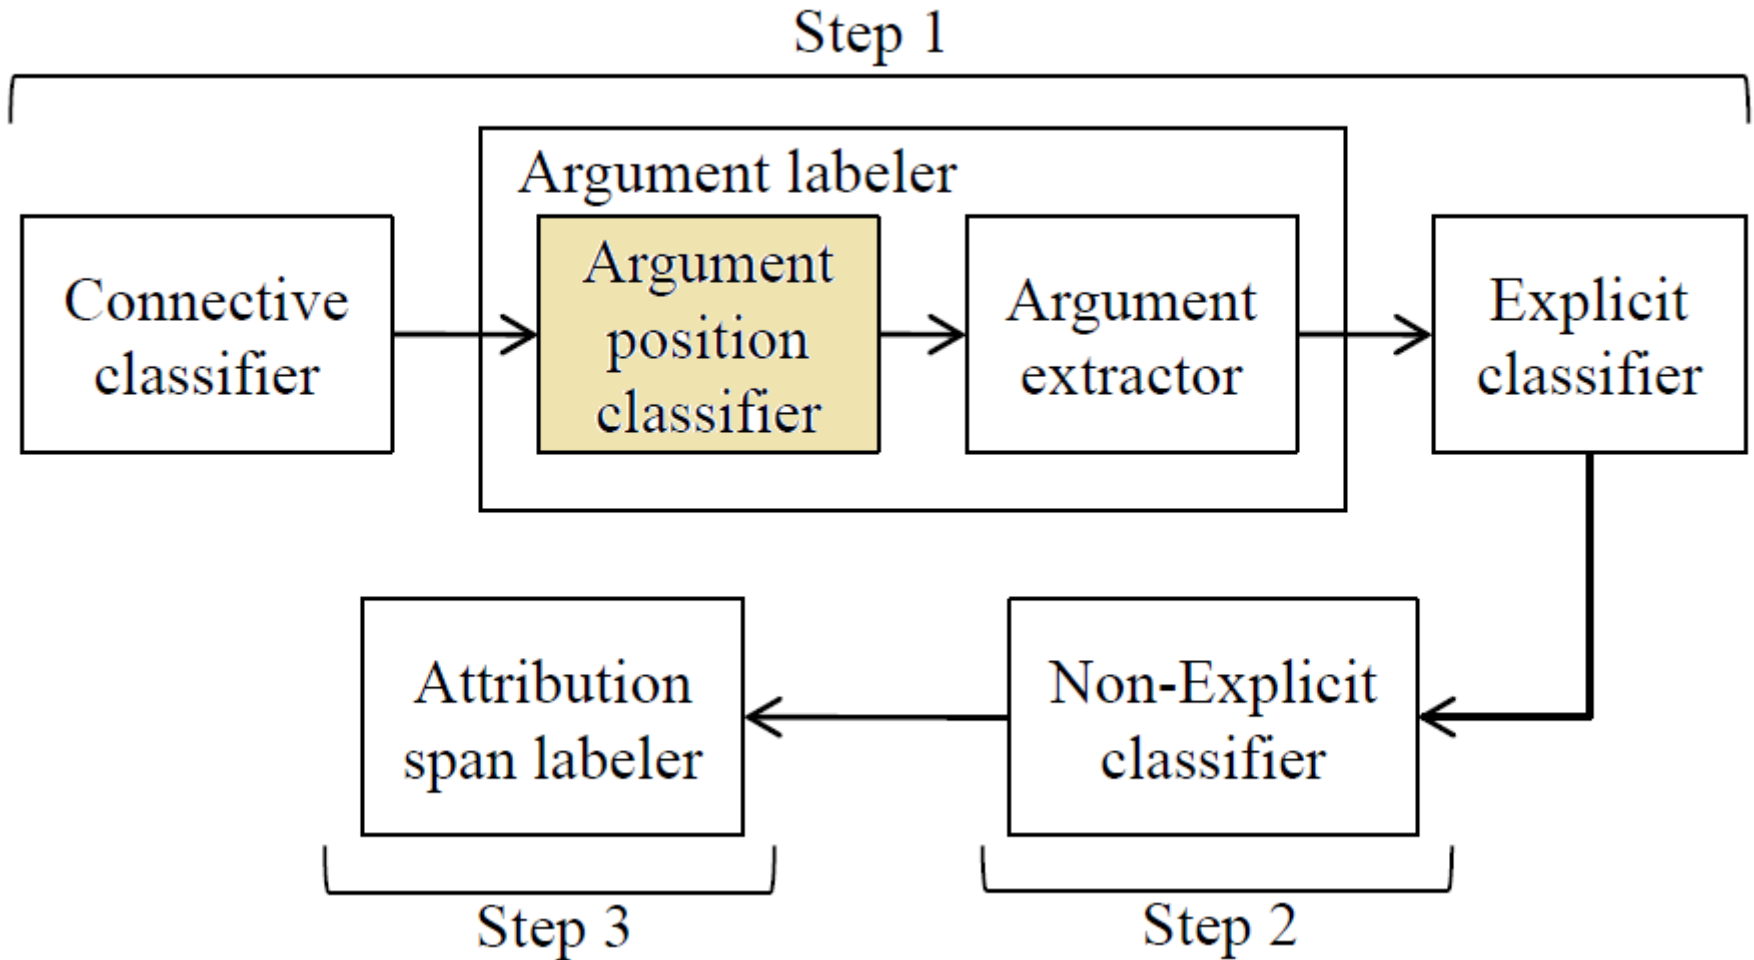 Step 1
Argument labeler
Connective
classifier
Argument
position
classifier
Argument
extractor
Explicit
classifier
Attribution
span labeler
Non-Explicit
classifier
Step 3
Step 2